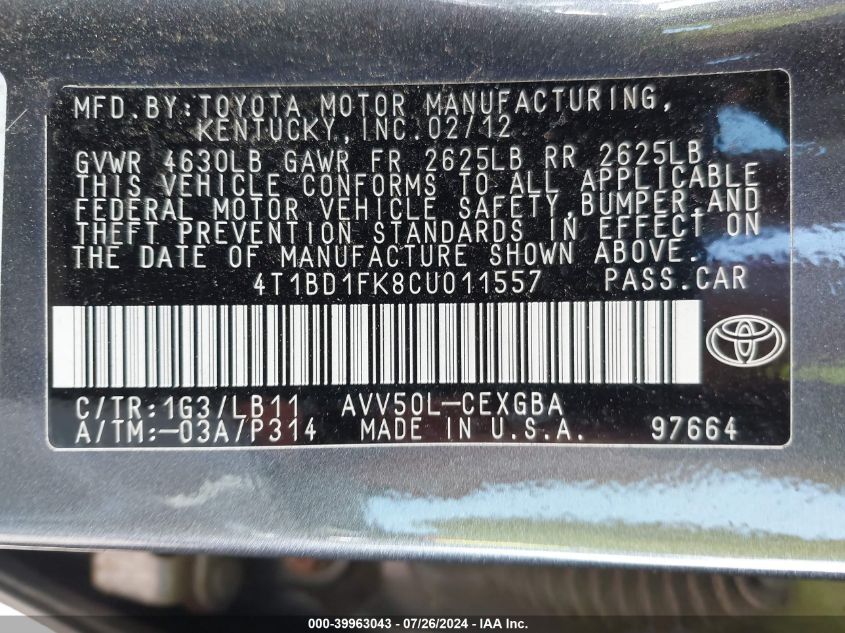 MFD.BY:TOYOTA MOTOR MANUFACTURING,
KENTUCKY,INC.02/12
GVWR 4630LB GAWR FR 2625LB RR 2625LB
THIS VEHICLE CONFORMS TO ALL APPLICABLE
FEDERAL MOTOR VEHICLE SAFETY,BUMPER,AND
THEFT PREVENTION STANDARDS IN EFFECT ON
THE DATE OF MANUFACTURE SHOWN ABOVE.
4T1BD1FK8CU011557 PASS.CAR
C/TR:1G3/LB11 AVV50L-CEXGBA
A/TM:-03A/P314 MADE IN U.S.A. 97664
000-39963043 / 07/26/2024 - IAA Inc.